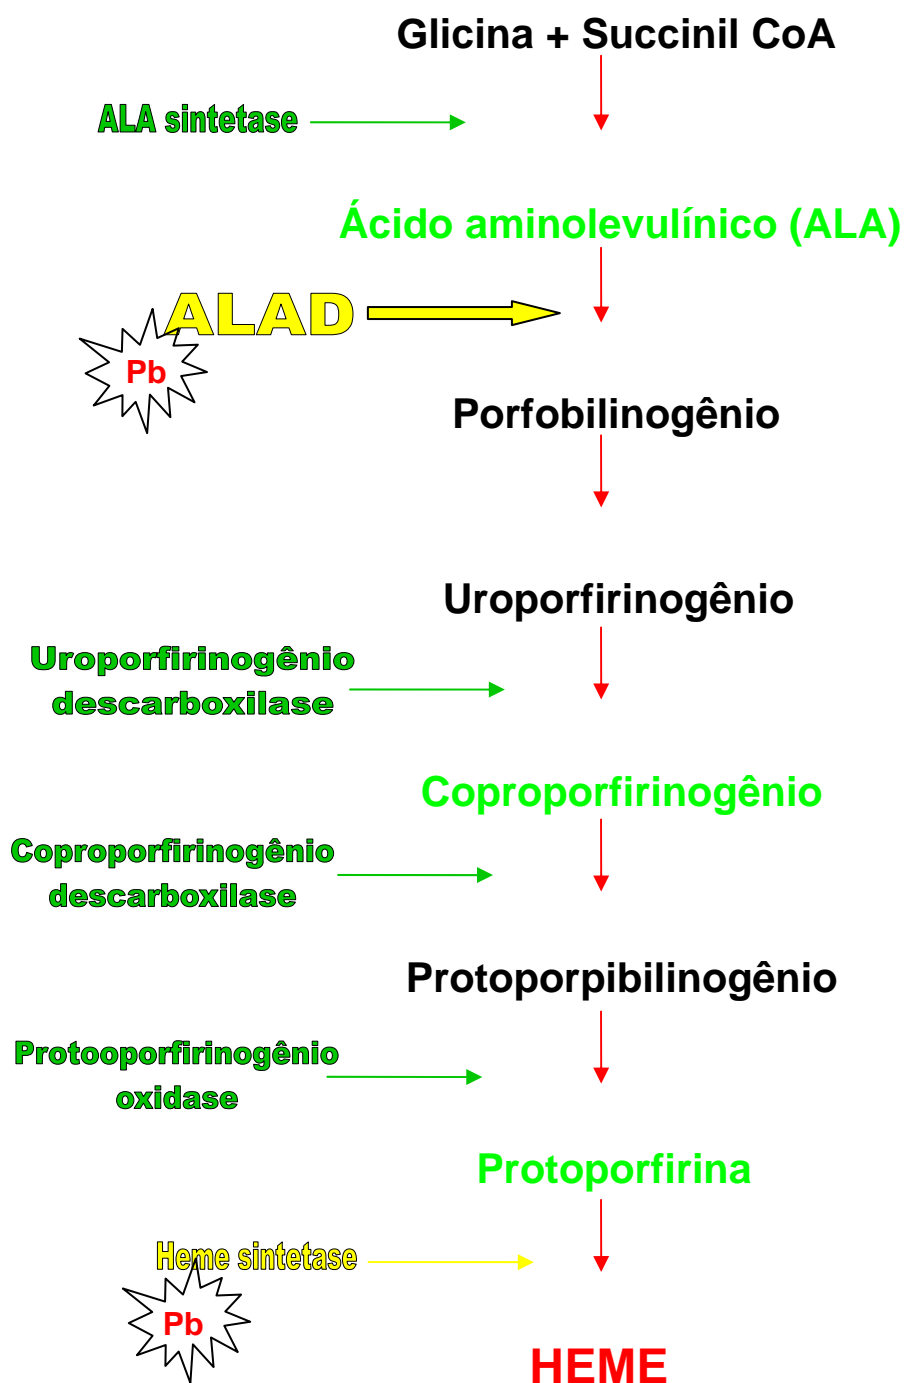 Glicina + Succinil CoA
ALA sintetase
Ácido aminolevulínico (ALA)
ALAD
Pb
Porfobilinogênio
Uroporfirinogênio
Uroporfirinogênio
descarboxilase
Coproporfirinogênio
Coproporfirinogênio
descarboxilase
Protoporpibilinogênio
Protooporfirinogênio
oxidase
Protoporfirina
Heme sintetase
Pb
HEME